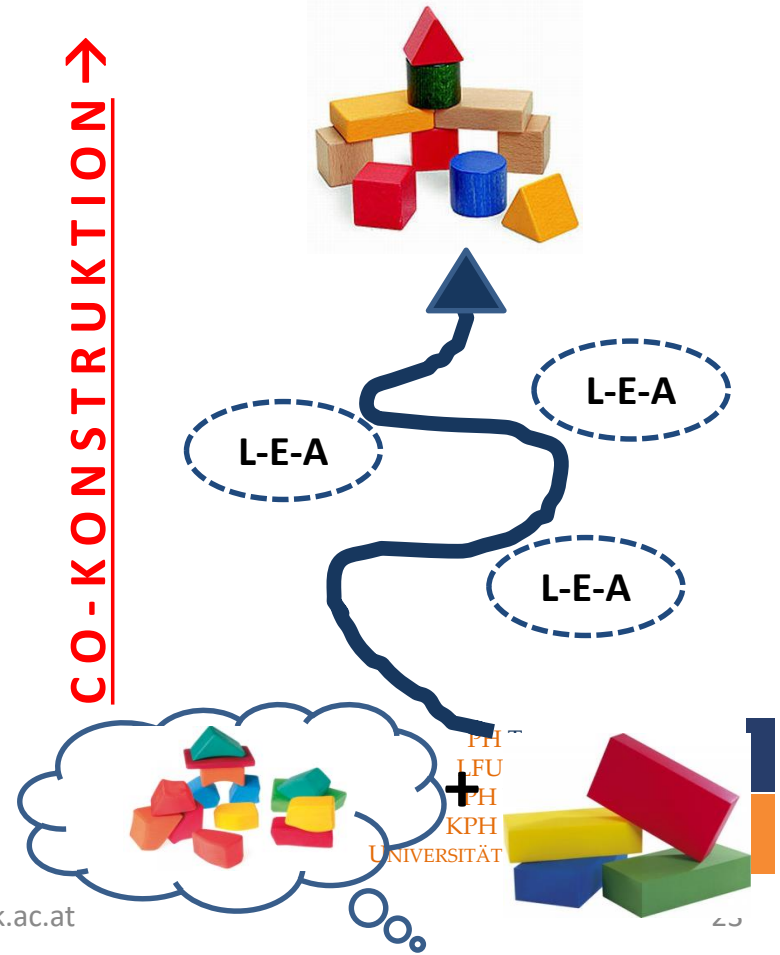 CO-KONSTRUKTION →
L-E-A
L-E-A
L-E-A
PH T
LFU
+
PH
KPH
UNIVERSITÄT
k.ac.at